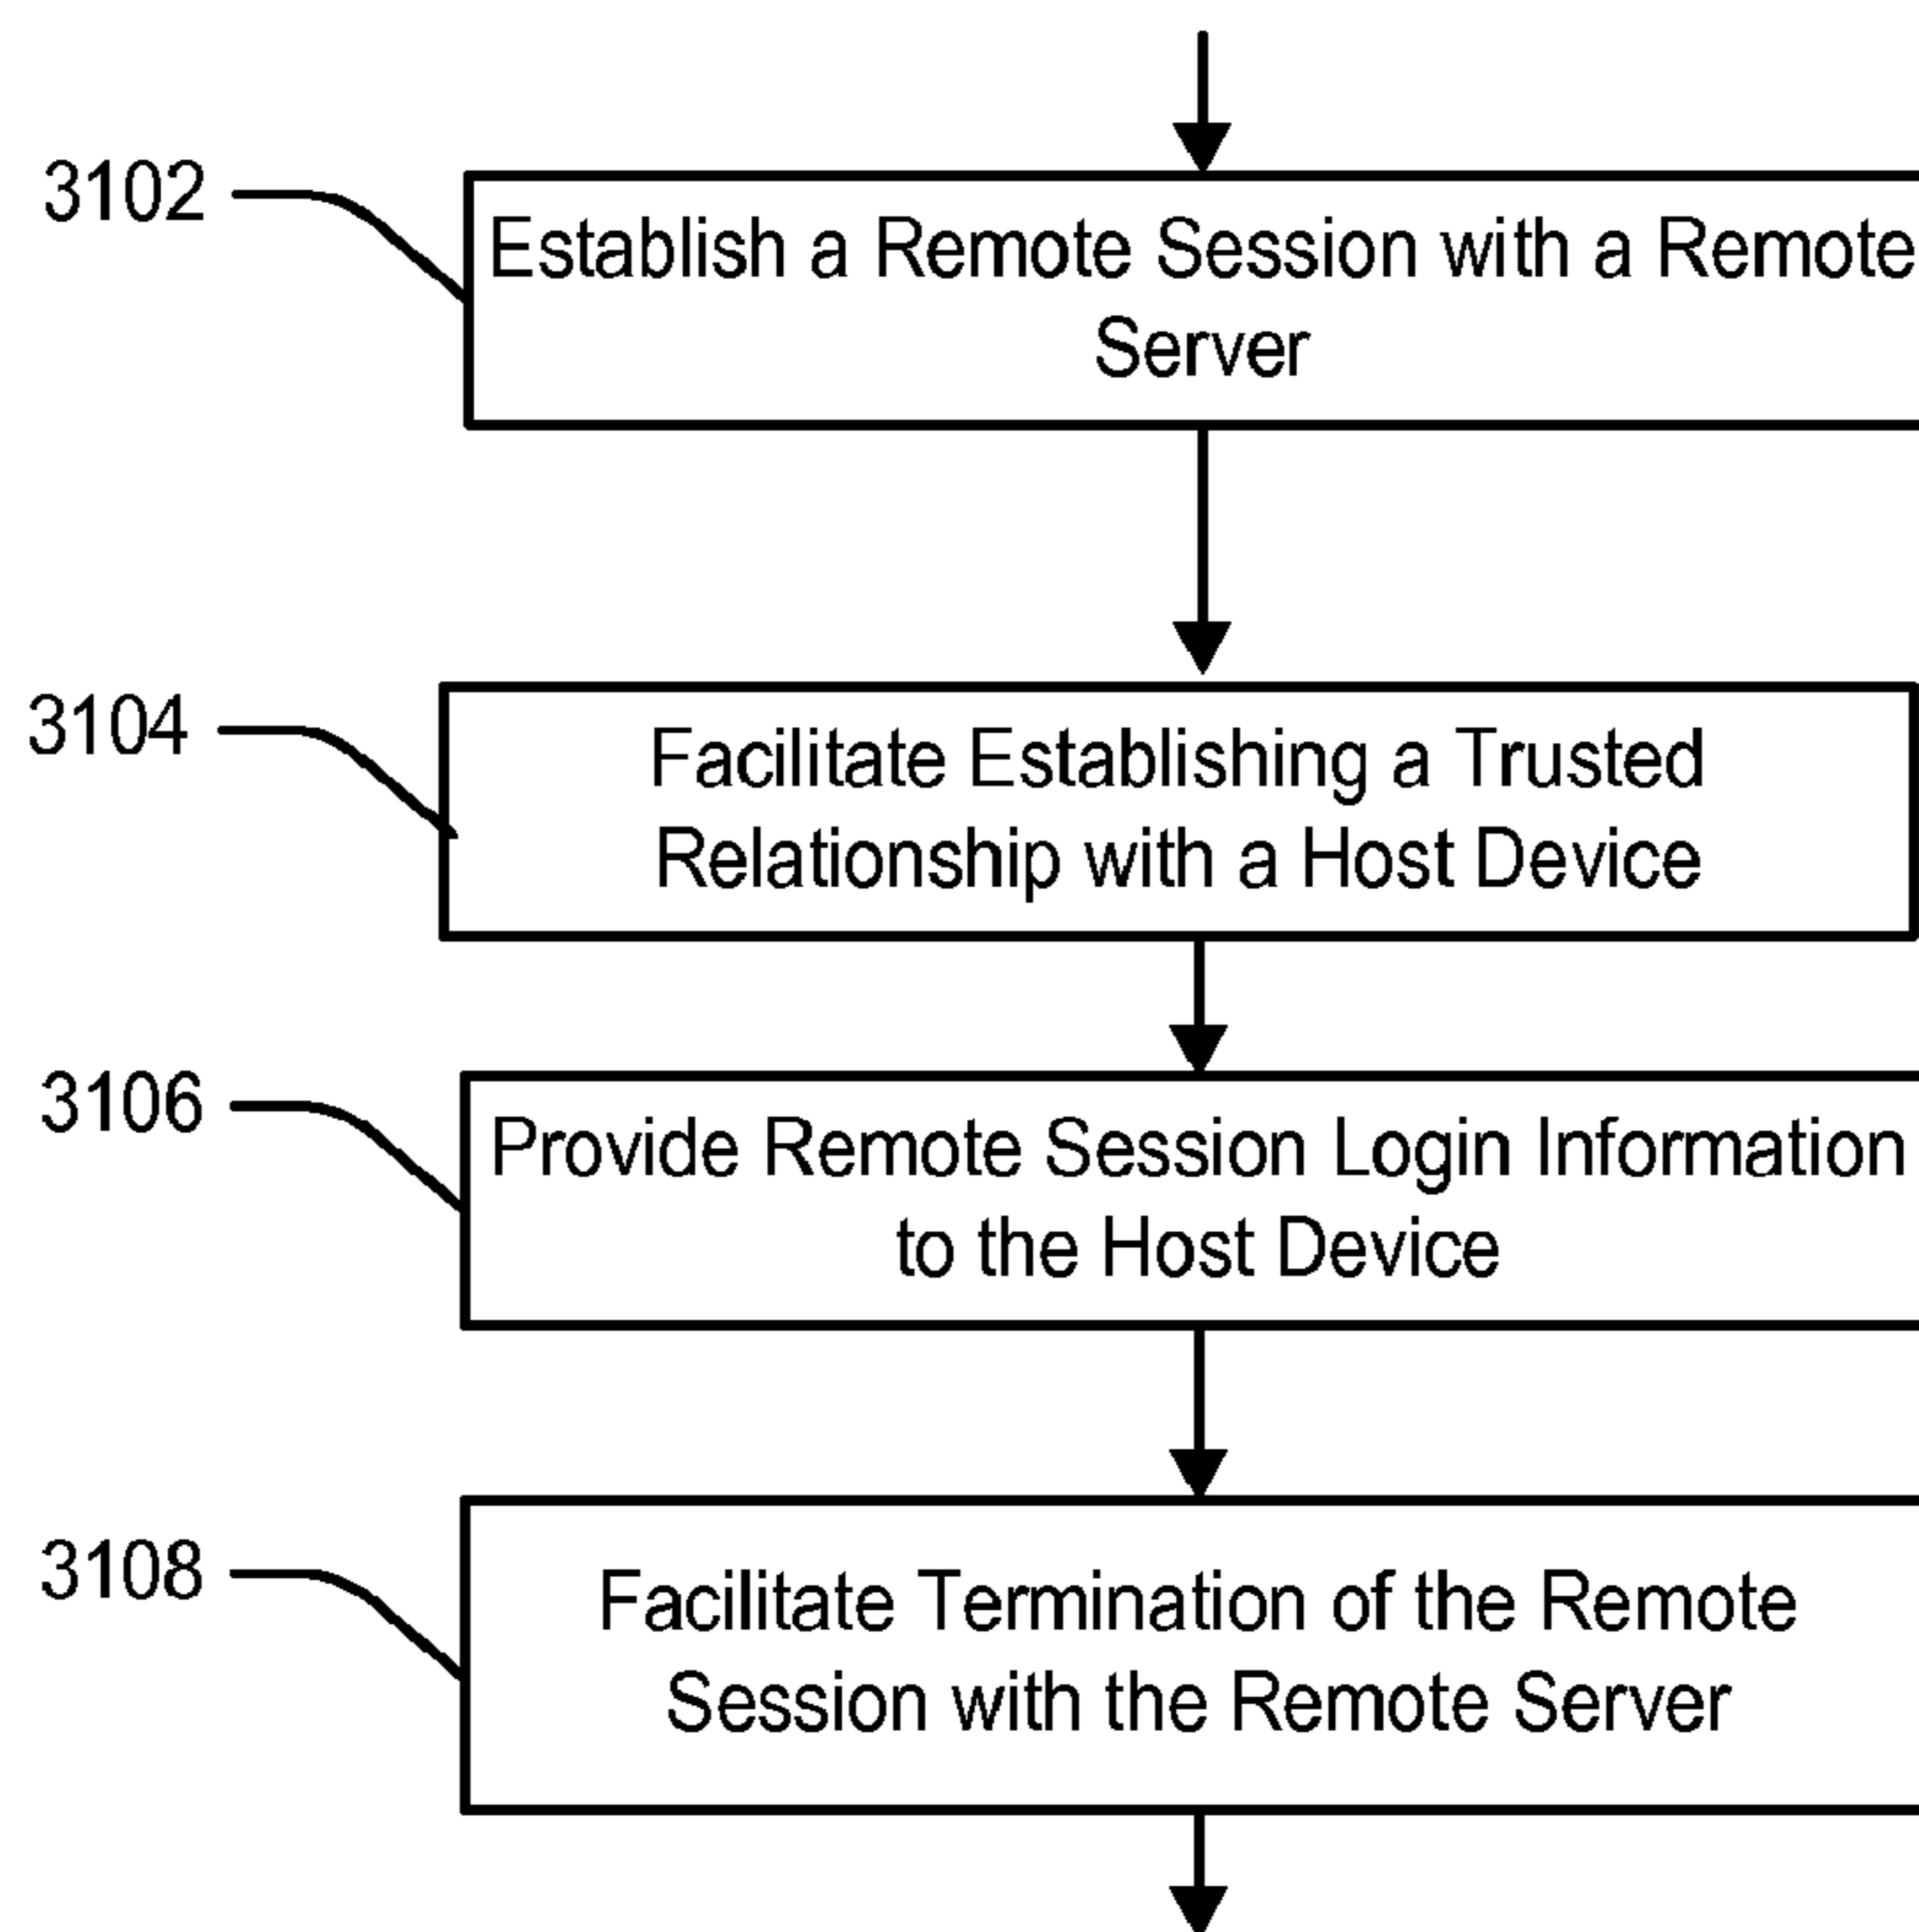 3102
Establish a Remote Session with a Remote
Server
3104
Facilitate Establishing a Trusted
Relationship with a Host Device
3106
Provide Remote Session Login Information
to the Host Device
3108
Facilitate Termination of the Remote
Session with the Remote Server